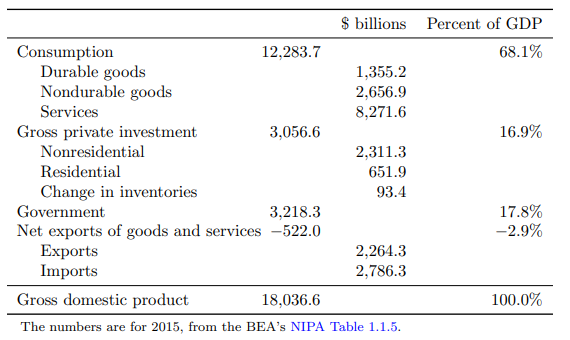 $ billions Percent of GDP
Consumption 12,283.7 68.1%
Durable goods 1,355.2
Nondurable goods 2,656.9
Services 8,271.6
Gross private investment 3,056.6 16.9%
Nonresidential 2,311.3
Residential 651.9
Change in inventories 93.4
Government 3,218.3 17.8%
Net exports of goods and services −522.0 −2.9%
Exports 2,264.3
Imports 2,786.3
Gross domestic product 18,036.6 100.0%
The numbers are for 2015, from the BEA's NIPA Table 1.1.5.